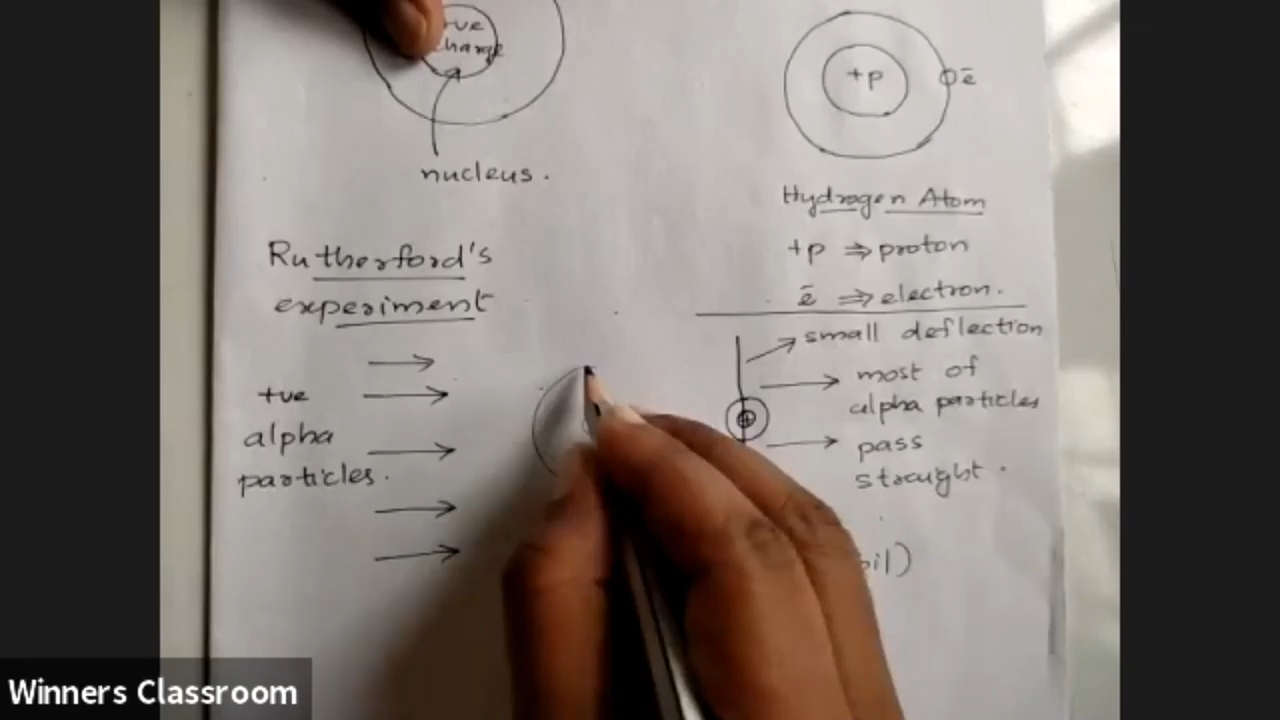 +ve
charge
nucleus.
+p
ē
Hydrogen Atom
+p ⇒ proton
ē ⇒ electron.
Rutherford's
experiment
+ve
alpha
particles.
small deflection
most of
alpha particles
pass
straight.
+
Winners Classroom